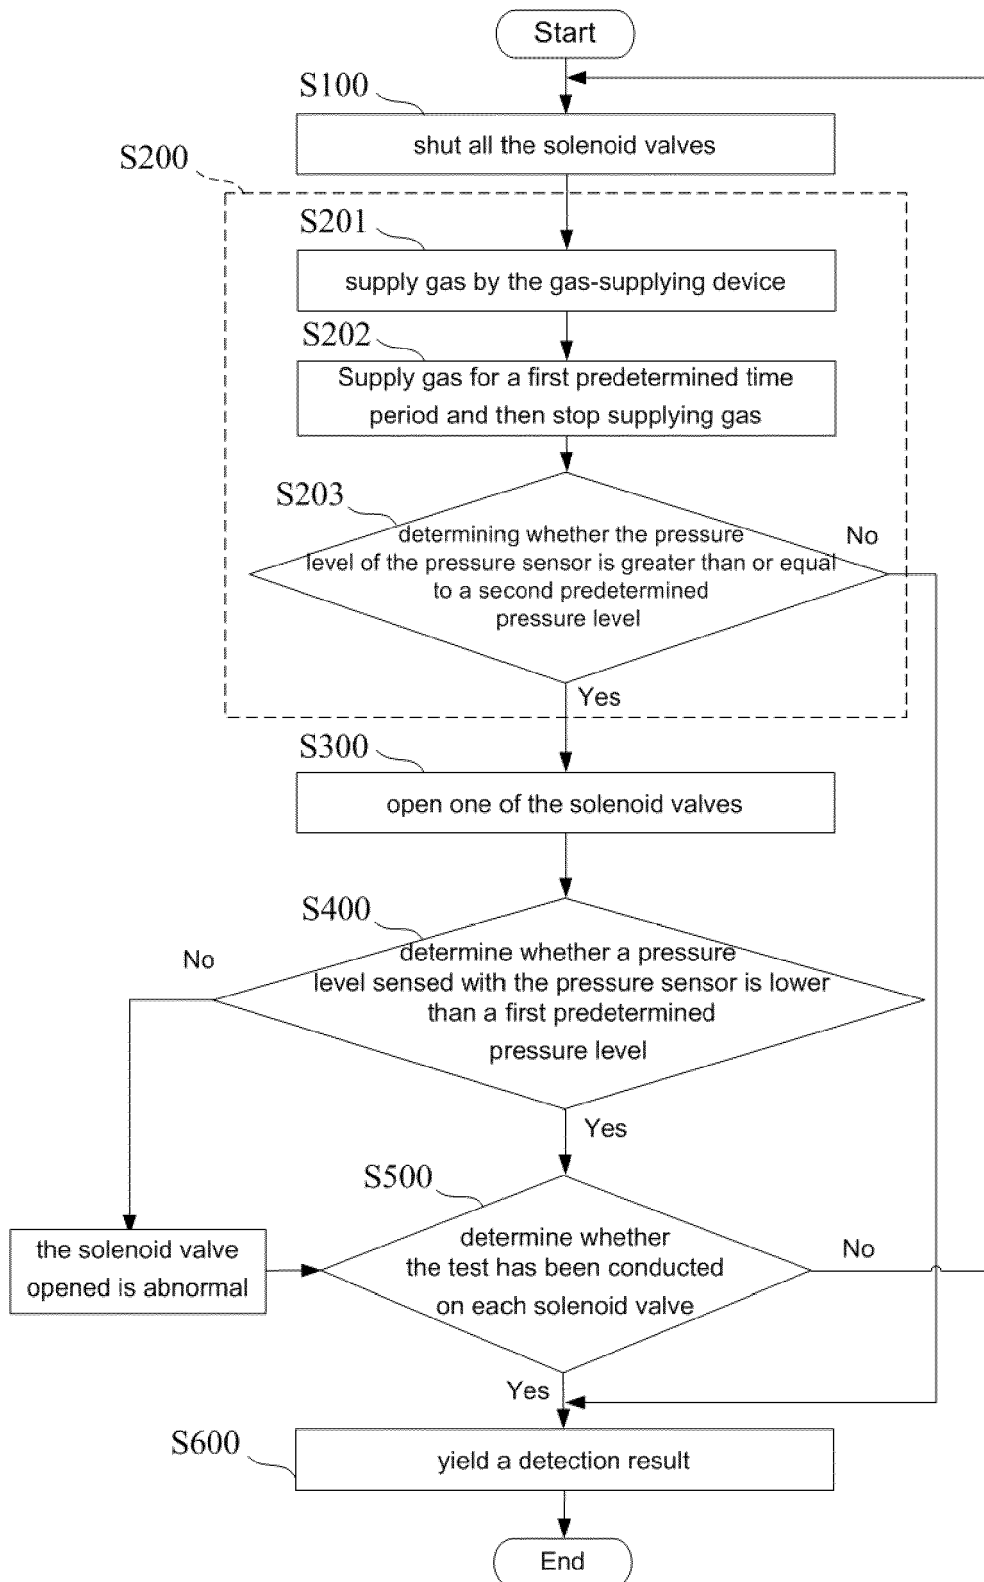 Start
S100
shut all the solenoid valves
S200
S201
supply gas by the gas-supplying device
S202
Supply gas for a first predetermined time
period and then stop supplying gas
S203
determining whether the pressure
level of the pressure sensor is greater than or equal
to a second predetermined
pressure level
No
Yes
S300
open one of the solenoid valves
S400
determine whether a pressure
level sensed with the pressure sensor is lower
than a first predetermined
pressure level
No
Yes
S500
determine whether
the test has been conducted
on each solenoid valve
No
the solenoid valve
opened is abnormal
Yes
S600
yield a detection result
End